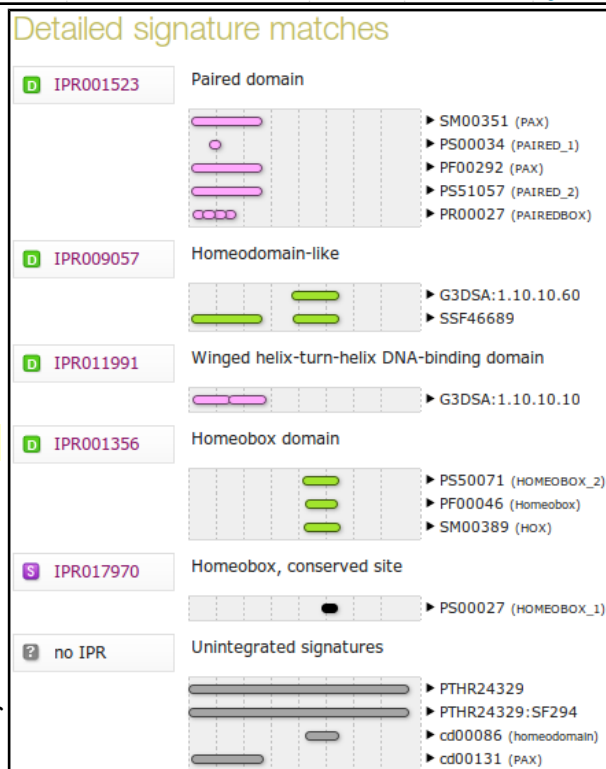 Detailed signature matches
D IPR001523 Paired domain
SM00351 (PAX)
PS00034 (PAIRED_1)
PF00292 (PAX)
PS51057 (PAIRED_2)
PR00027 (PAIREDBOX)
D IPR009057 Homeodomain-like
G3DSA:1.10.10.60
SSF46689
D IPR011991 Winged helix-turn-helix DNA-binding domain
G3DSA:1.10.10.10
D IPR001356 Homeobox domain
PS50071 (HOMEOBOX_2)
PF00046 (Homeobox)
SM00389 (HOX)
S IPR017970 Homeobox, conserved site
PS00027 (HOMEOBOX_1)
? no IPR Unintegrated signatures
PTHR24329
PTHR24329:SF294
cd00086 (homeodomain)
cd00131 (PAX)